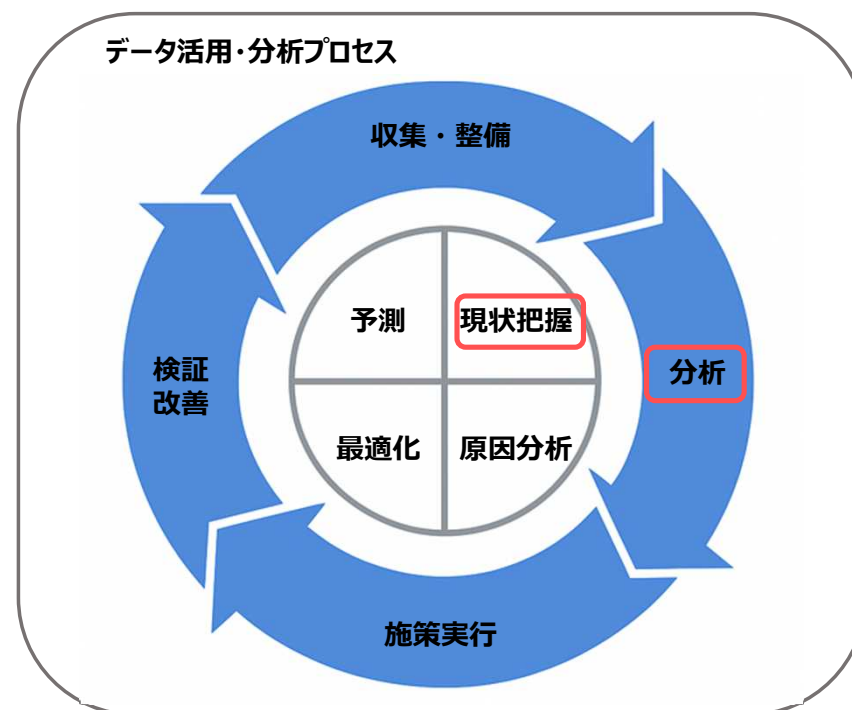 データ活用・分析プロセス
収集・整備
予測
現状把握
検証
改善
分析
最適化
原因分析
施策実行